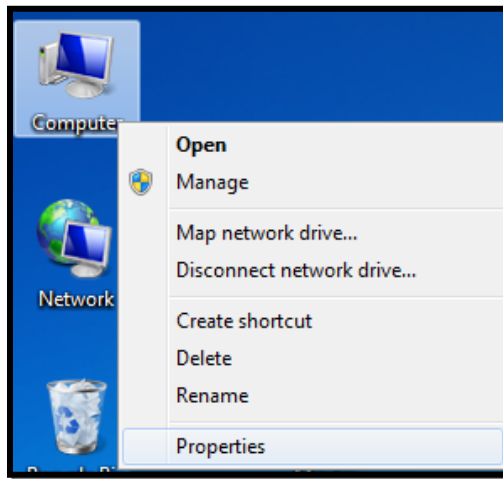 Computer
Open
Manage
Map network drive...
Disconnect network drive...
Network
Create shortcut
Delete
Rename
Properties